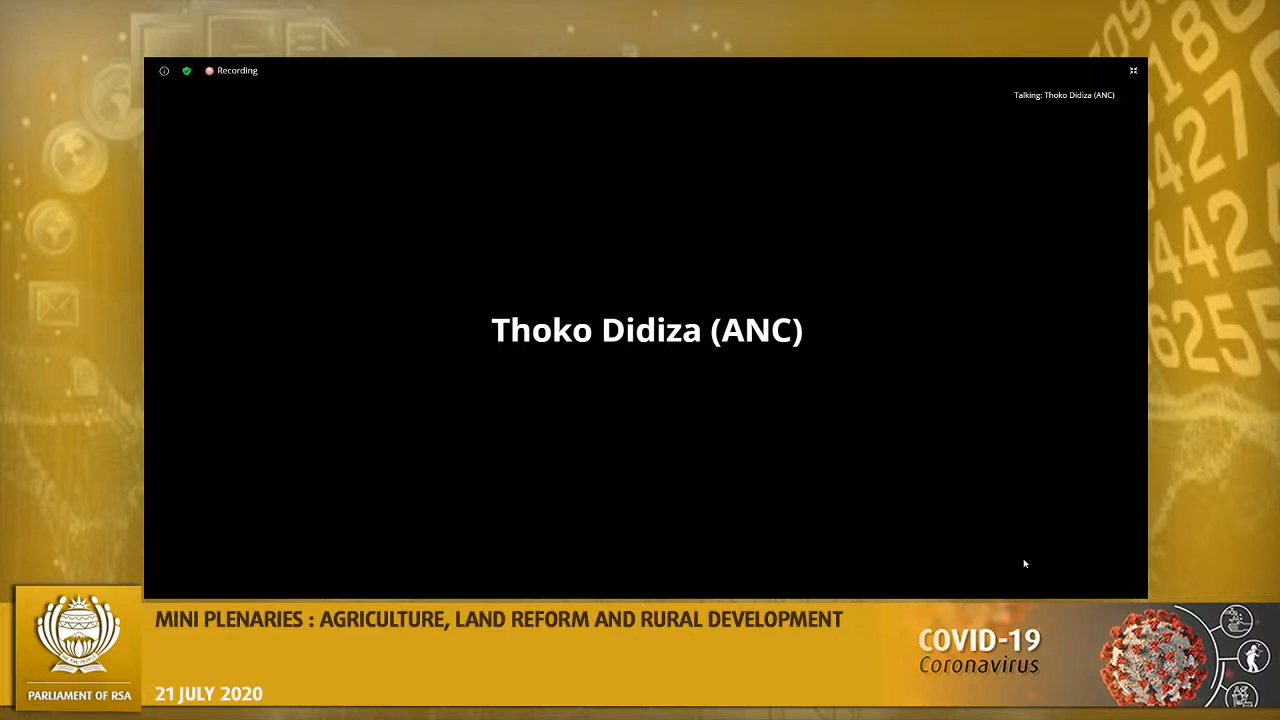 Recording
Talking: Thoko Didiza (ANC)
Thoko Didiza (ANC)
MINI PLENARIES : AGRICULTURE, LAND REFORM AND RURAL DEVELOPMENT
COVID-19
Coronavirus
PARLIAMENT OF RSA
21 JULY 2020